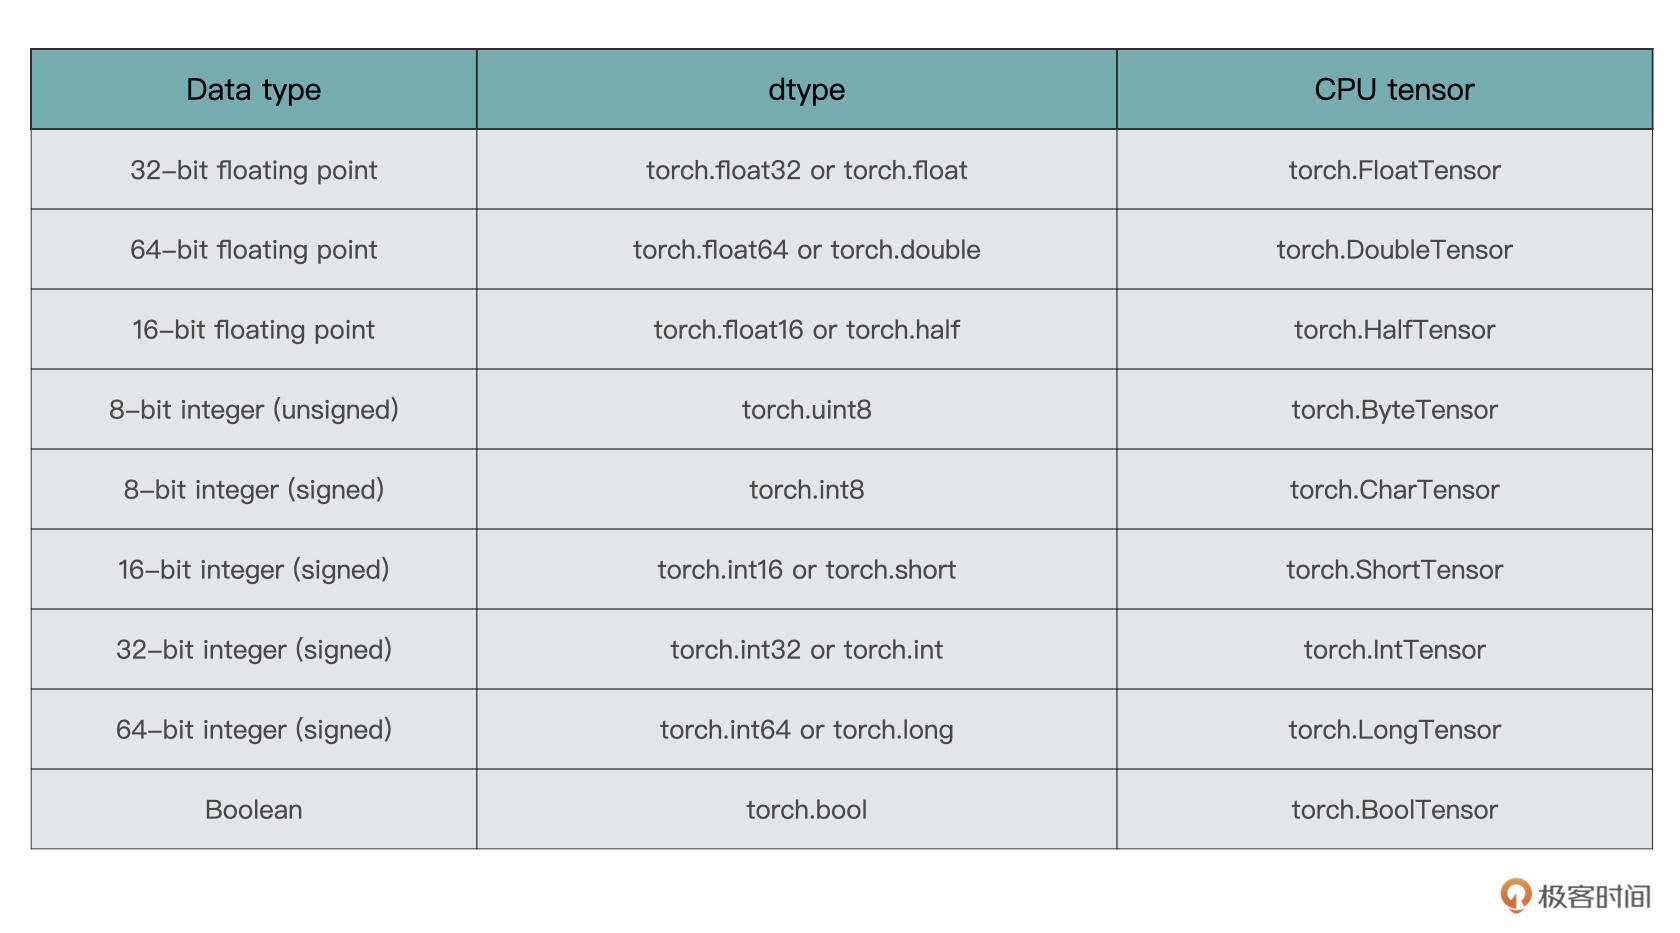 Data type dtype CPU tensor
32-bit floating point torch.float32 or torch.float torch.FloatTensor
64-bit floating point torch.float64 or torch.double torch.DoubleTensor
16-bit floating point torch.float16 or torch.half torch.HalfTensor
8-bit integer (unsigned) torch.uint8 torch.ByteTensor
8-bit integer (signed) torch.int8 torch.CharTensor
16-bit integer (signed) torch.int16 or torch.short torch.ShortTensor
32-bit integer (signed) torch.int32 or torch.int torch.IntTensor
64-bit integer (signed) torch.int64 or torch.long torch.LongTensor
Boolean torch.bool torch.BoolTensor
极客时间